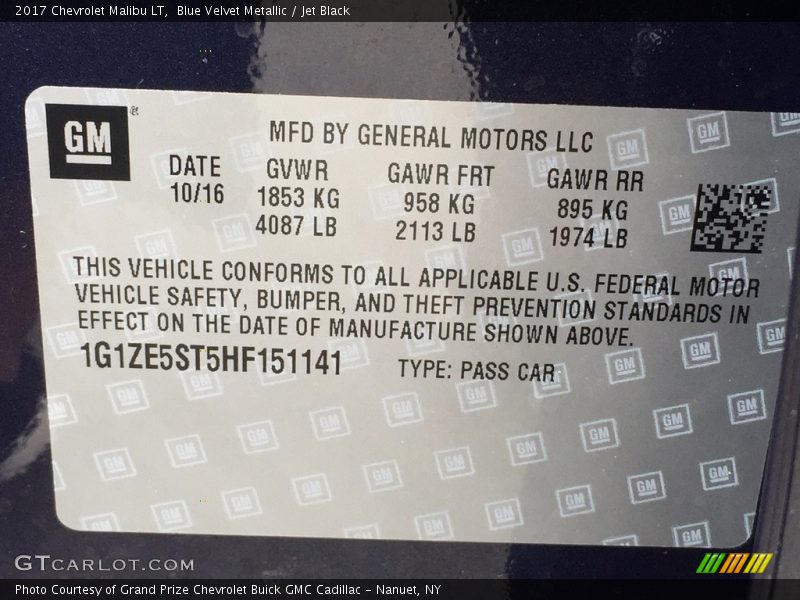 2017 Chevrolet Malibu LT, Blue Velvet Metallic / Jet Black
GM
MFD BY GENERAL MOTORS LLC
DATE GVWR GAWR FRT GAWR RR
10/16 1853 KG 958 KG 895 KG
4087 LB 2113 LB 1974 LB
THIS VEHICLE CONFORMS TO ALL APPLICABLE U.S. FEDERAL MOTOR
VEHICLE SAFETY, BUMPER, AND THEFT PREVENTION STANDARDS IN
EFFECT ON THE DATE OF MANUFACTURE SHOWN ABOVE.
1G1ZE5ST5HF151141 TYPE: PASS CAR
GTCARLOT.COM
Photo Courtesy of Grand Prize Chevrolet Buick GMC Cadillac - Nanuet, NY